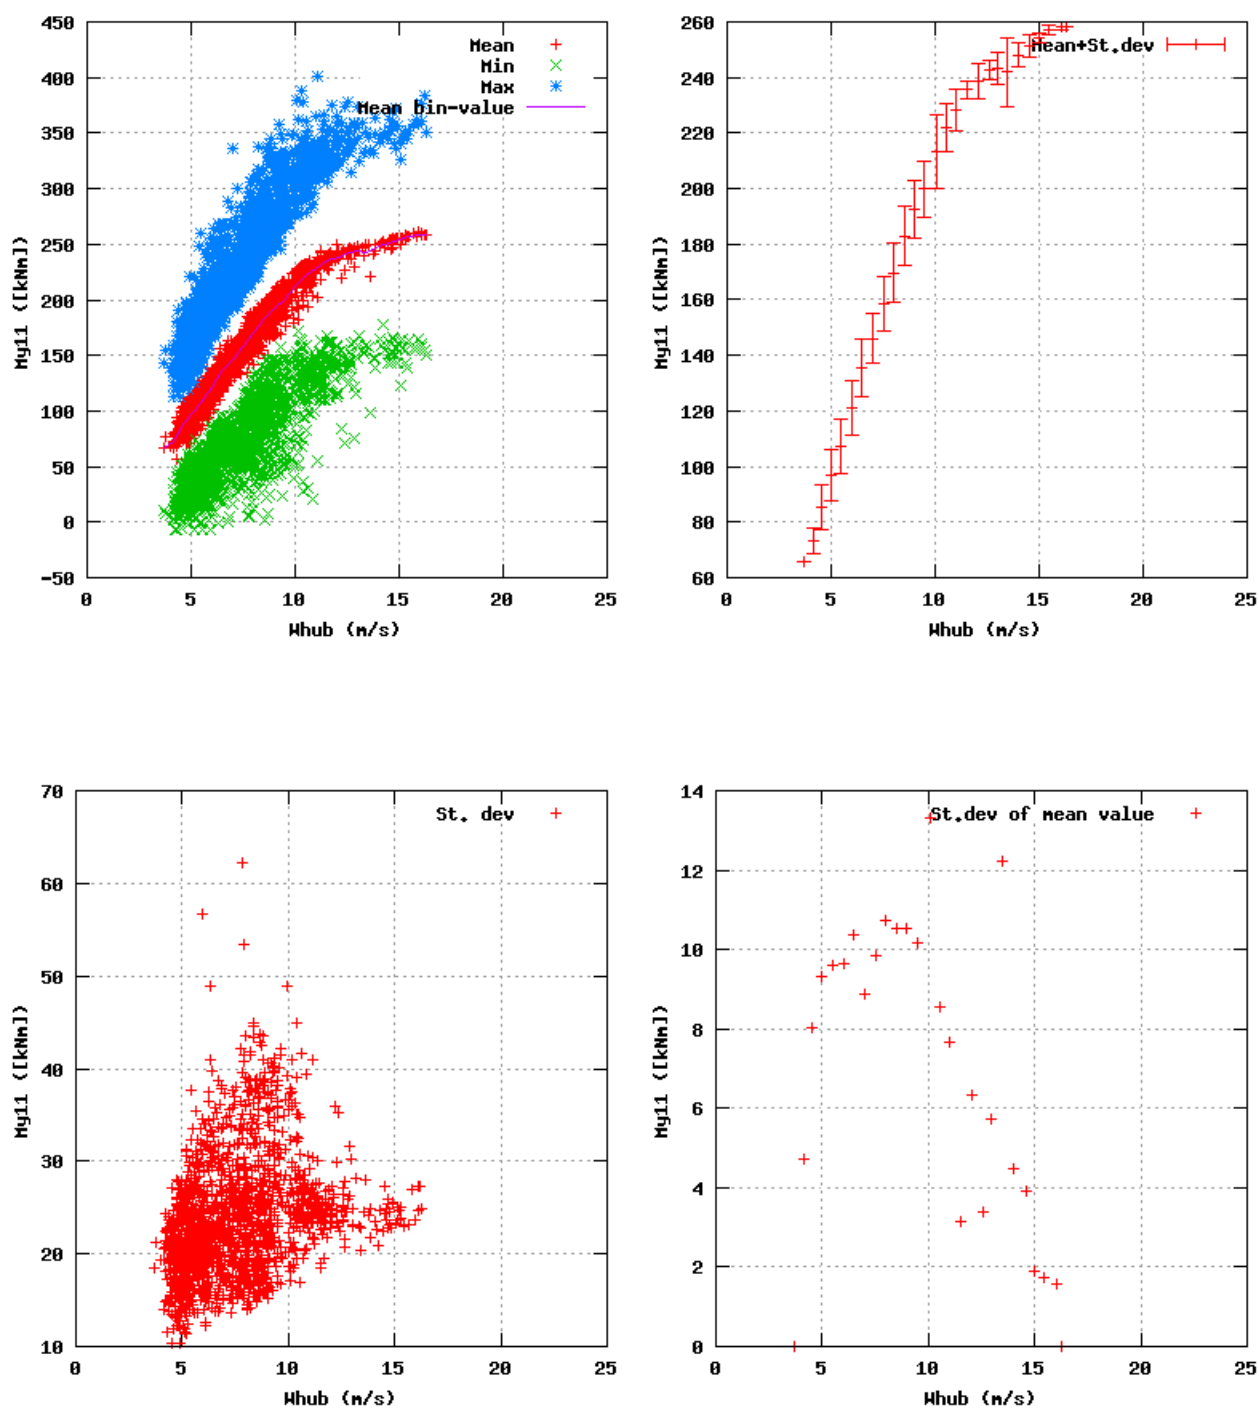 450
400
350
300
250
200
150
100
50
0
-50
My11 ([kNm])
Mean
Min
Max
Mean bin-value
0 5 10 15 20 25
Whub (m/s)
260
240
220
200
180
160
140
120
100
80
60
My11 ([kNm])
Mean+St.dev
0 5 10 15 20 25
Whub (m/s)
70
60
50
40
30
20
10
My11 ([kNm])
St. dev
0 5 10 15 20 25
Whub (m/s)
14
12
10
8
6
4
2
0
My11 ([kNm])
St.dev of mean value
0 5 10 15 20 25
Whub (m/s)